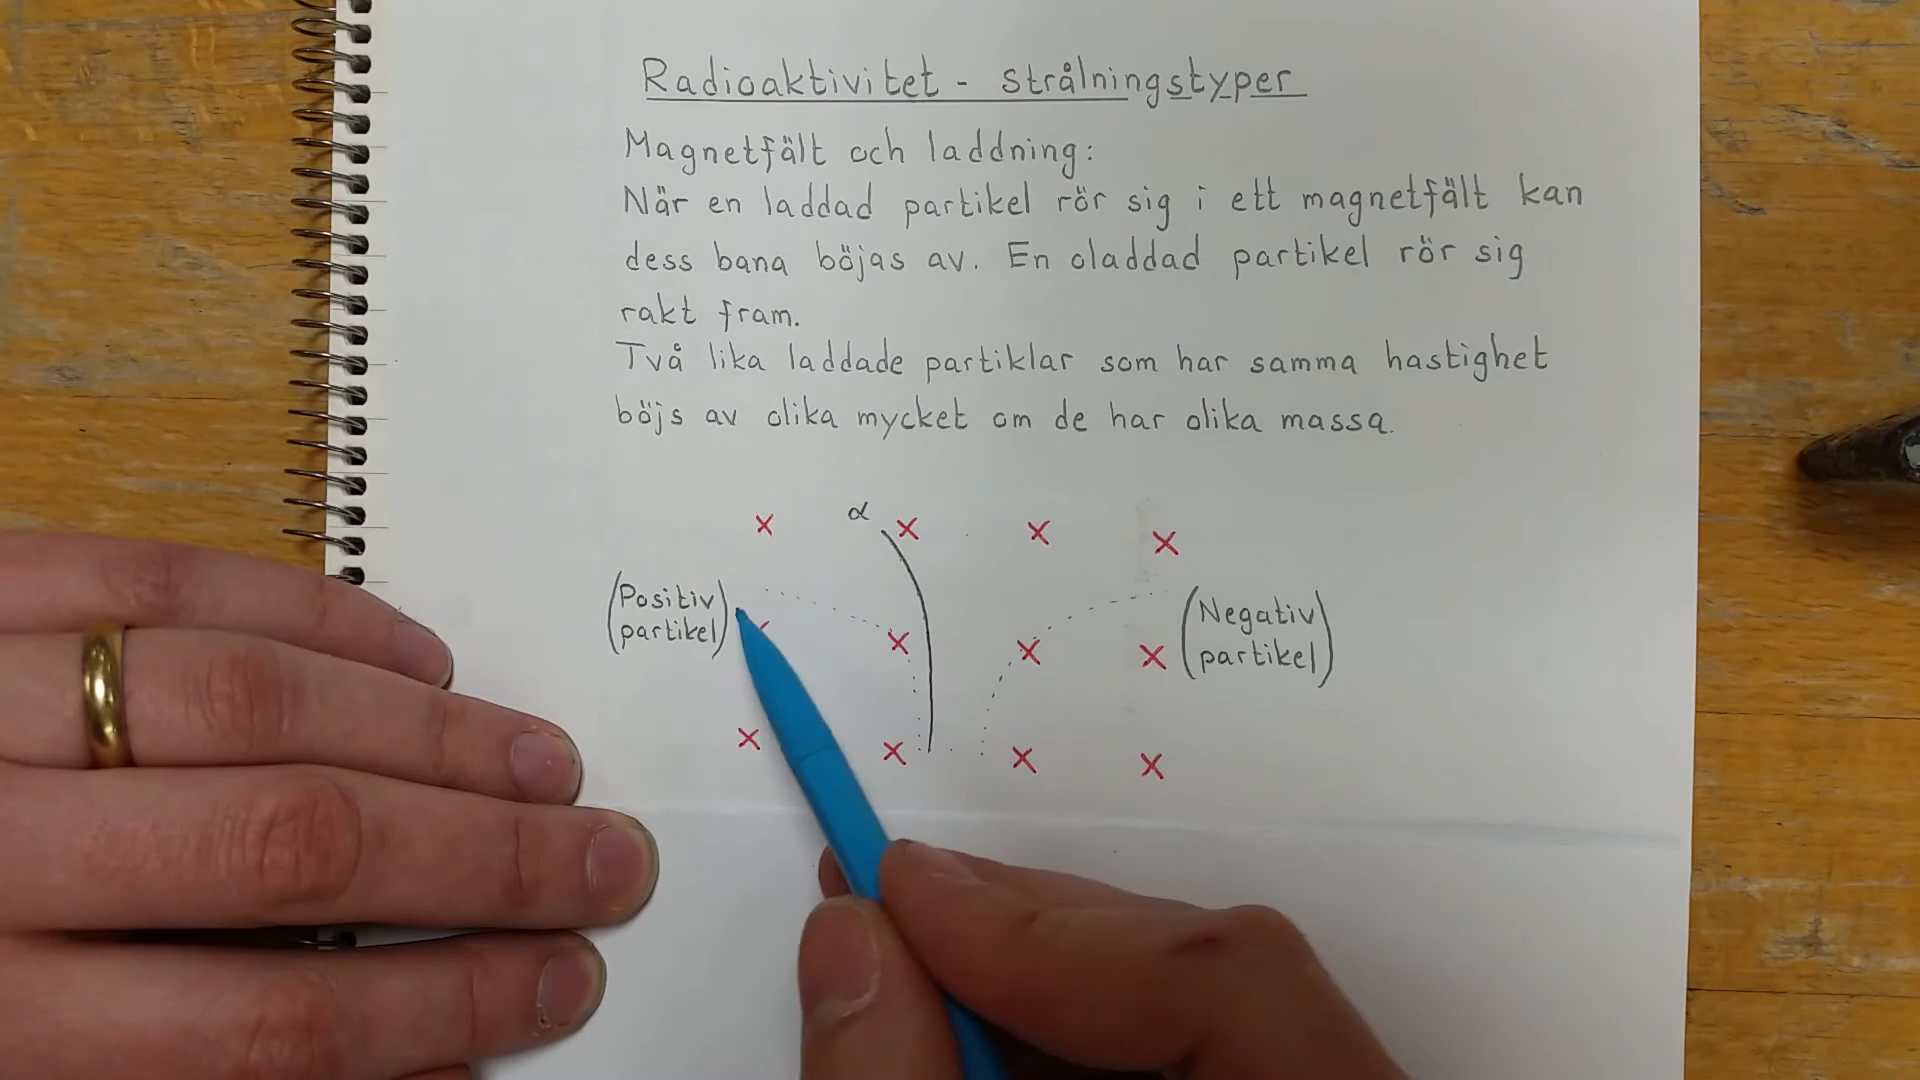 Radioaktivitet - Strålningstyper
Magnetfält och laddning:
När en laddad partikel rör sig i ett magnetfält kan
dess bana böjas av. En oladdad partikel rör sig
rakt fram.
Två lika laddade partiklar som har samma hastighet
böjs av olika mycket om de har olika massa.
α
(Positiv
partikel)
(Negativ
partikel)